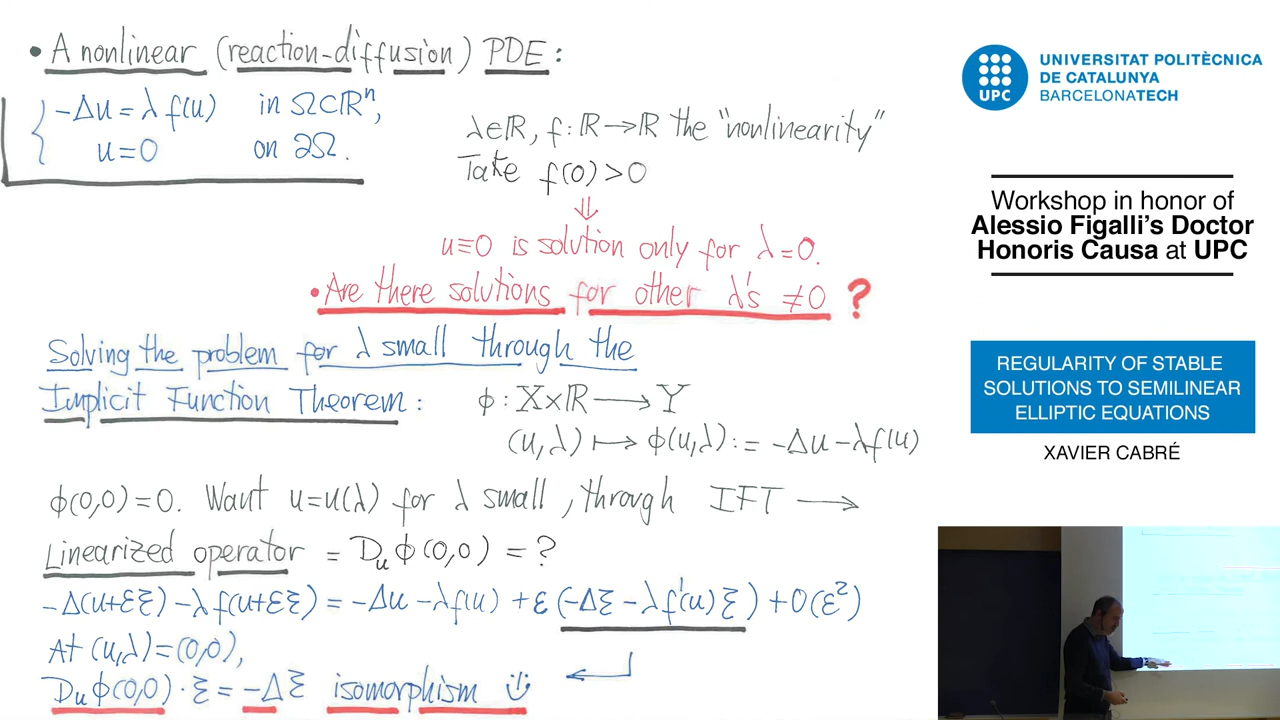 • A nonlinear (reaction-diffusion) PDE:
-Δu = λ f(u) in Ω⊂ℝⁿ,
u=0 on ∂Ω.
λ∈ℝ, f: ℝ→ℝ the "nonlinearity"
Take f(0)>0
⇓
u≡0 is solution only for λ=0.
• Are there solutions for other λ's ≠0 ?
Solving the problem for λ small through the
Implicit Function Theorem: ϕ: X×ℝ ⟶ Y
(u,λ) ↦ ϕ(u,λ) := -Δu - λf(u)
ϕ(0,0)=0. Want u=u(λ) for λ small, through IFT ⟶
Linearized operator = Dᵤϕ(0,0) = ?
-Δ(u+εξ) - λf(u+εξ) = -Δu - λf(u) + ε(-Δξ - λf'(u)ξ) + O(ε²)
At (u,λ)=(0,0),
Dᵤϕ(0,0)·ξ = -Δξ isomorphism
UPC
UNIVERSITAT POLITÈCNICA
DE CATALUNYA
BARCELONATECH
Workshop in honor of
Alessio Figalli's Doctor
Honoris Causa at UPC
REGULARITY OF STABLE
SOLUTIONS TO SEMILINEAR
ELLIPTIC EQUATIONS
XAVIER CABRÉ